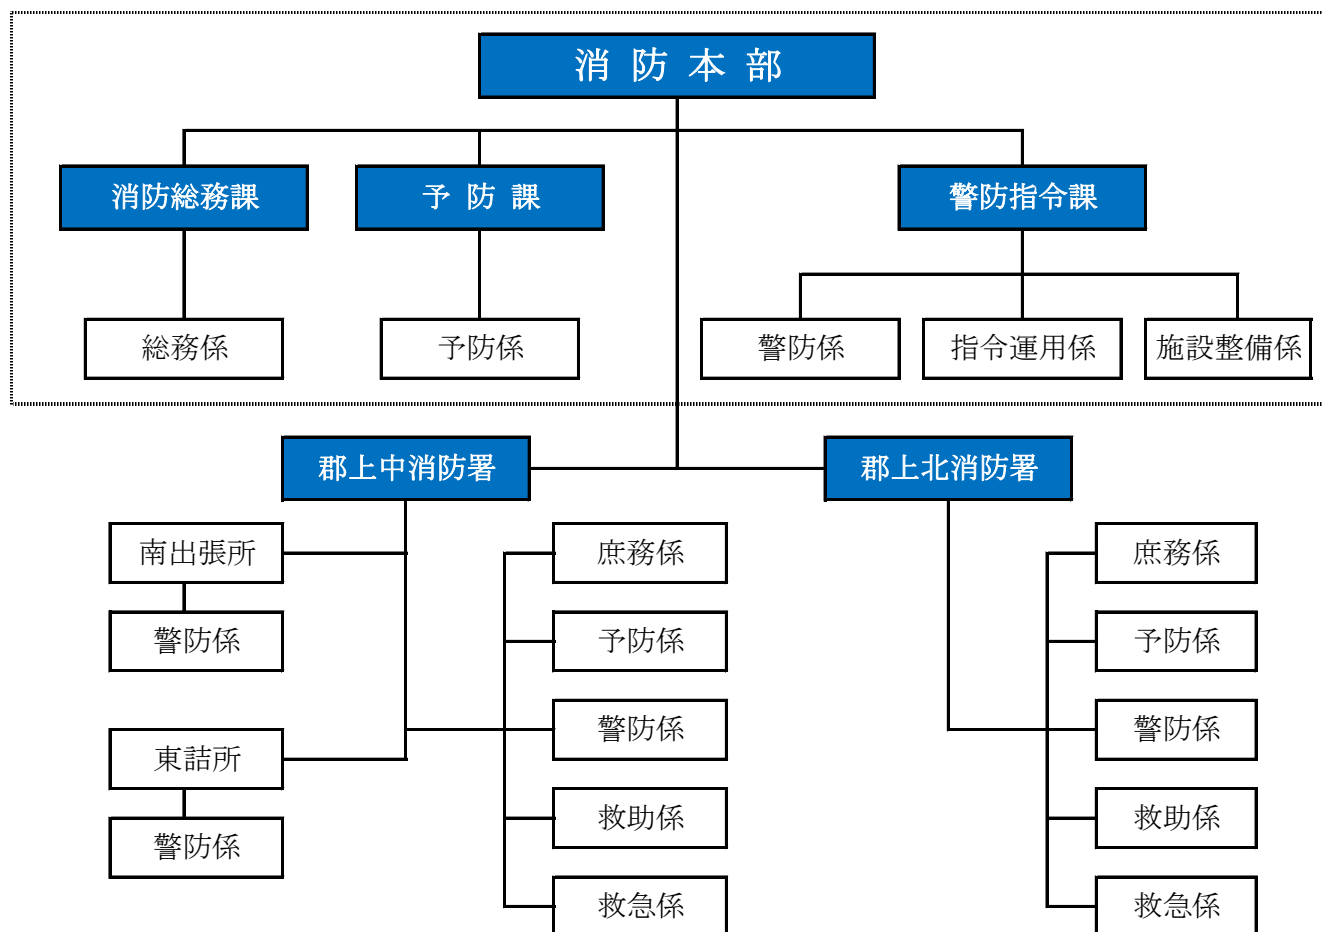 消防本部
消防総務課
予防課
警防指令課
総務係
予防係
警防係
指令運用係
施設整備係
郡上中消防署
郡上北消防署
南出張所
警防係
東詰所
警防係
庶務係
予防係
警防係
救助係
救急係
庶務係
予防係
警防係
救助係
救急係